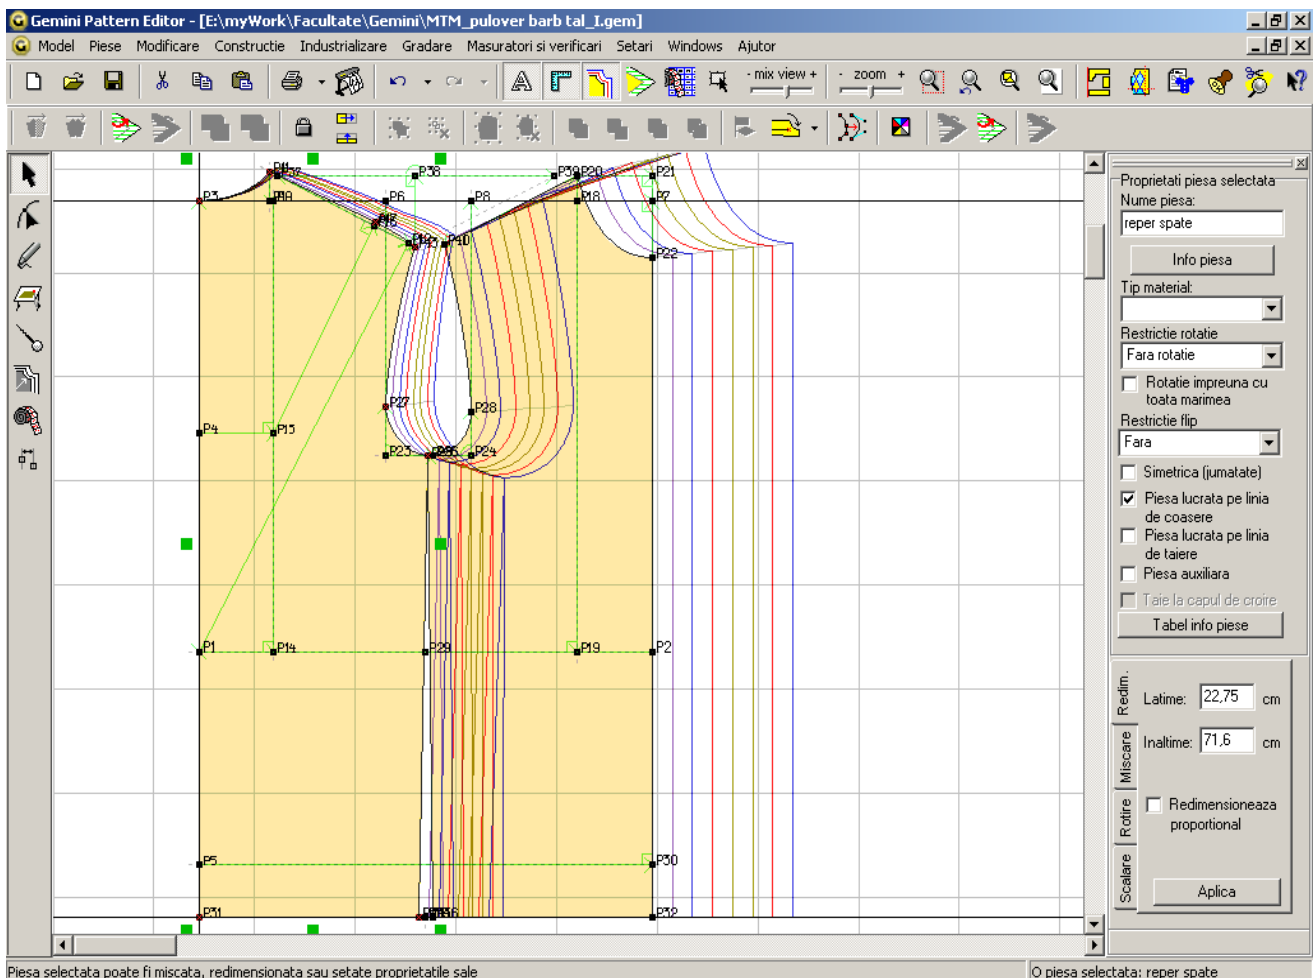 Gemini Pattern Editor - [E:\myWork\Facultate\Gemini\MTM_pulover barb tal_I.gem]
Model Piese Modificare Constructie Industrializare Gradare Masuratori si verificari Setari Windows Ajutor
- mix view + - zoom +
P37 P38 P39 P20 P21
P3 P6 P8 P18 P7
P40
P22
P27 P28
P4 P15
P23 P24
P1 P14 P29 P19 P2
P5 P30
P31 P32
Proprietati piesa selectata
Nume piesa:
reper spate
Info piesa
Tip material:
Restrictie rotatie
Fara rotatie
Rotatie impreuna cu
toata marimea
Restrictie flip
Fara
Simetrica (jumatate)
Piesa lucrata pe linia
de coasere
Piesa lucrata pe linia
de taiere
Piesa auxiliara
Taie la capul de croire
Tabel info piese
Redim.
Miscare
Rotire
Scalare
Latime: 22,75 cm
Inaltime: 71,6 cm
Redimensioneaza
proportional
Aplica
Piesa selectata poate fi miscata, redimensionata sau setate proprietatile sale
O piesa selectata: reper spate